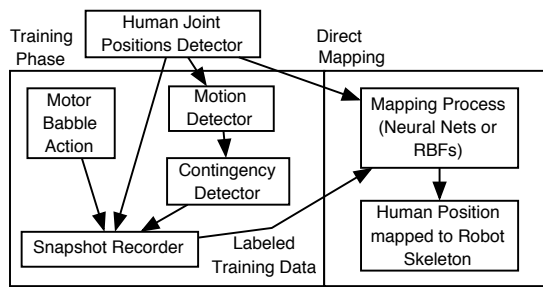 Training
Phase
Human Joint
Positions Detector
Direct
Mapping
Motor
Babble
Action
Motion
Detector
Contingency
Detector
Snapshot Recorder
Labeled
Training Data
Mapping Process
(Neural Nets or
RBFs)
Human Position
mapped to Robot
Skeleton